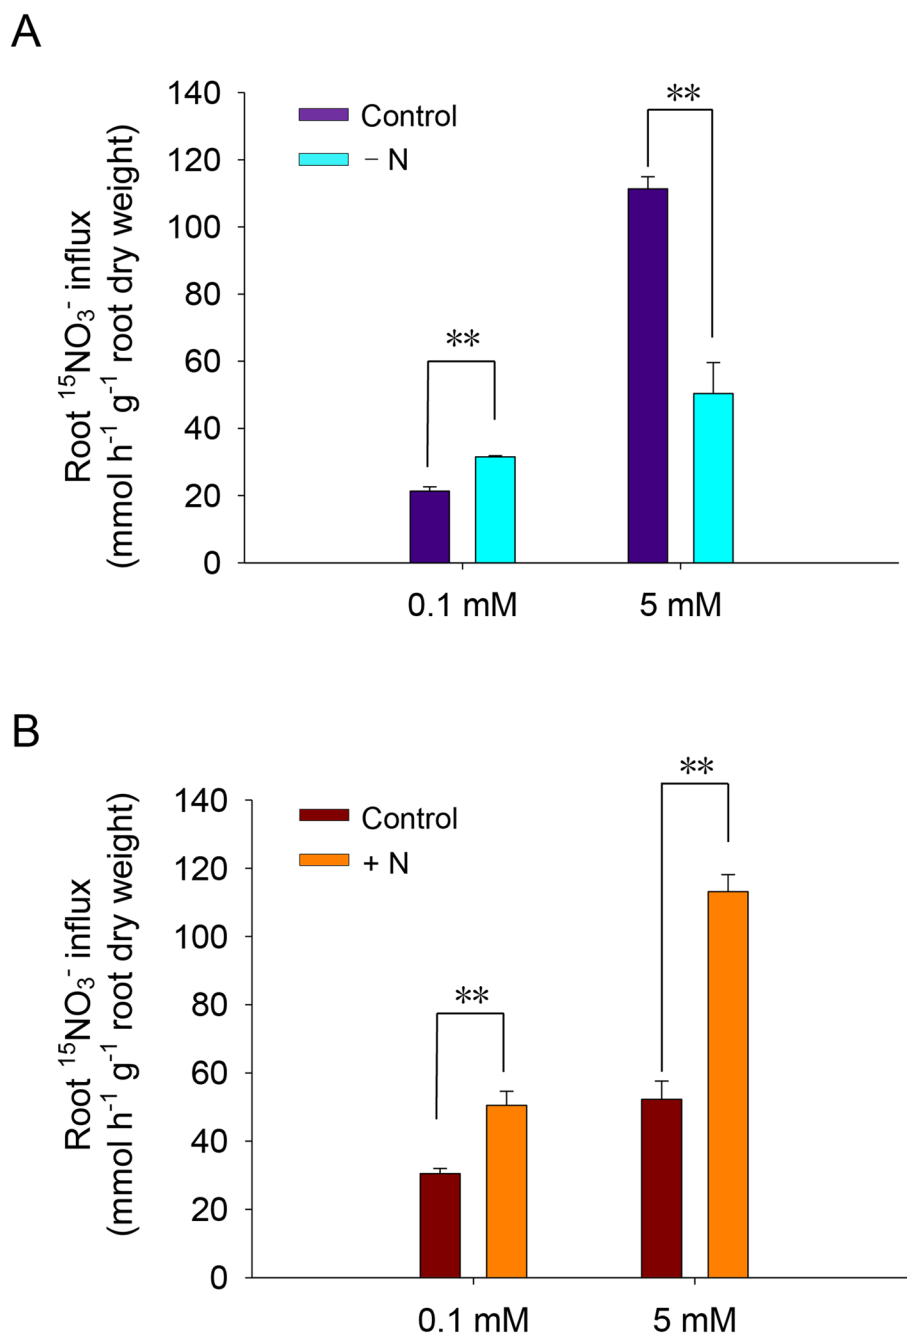 A
140
120
100
80
60
40
20
0
Root ¹⁵NO₃⁻ influx
(mmol h⁻¹ g⁻¹ root dry weight)
Control
− N
**
**
0.1 mM
5 mM
B
140
120
100
80
60
40
20
0
Root ¹⁵NO₃⁻ influx
(mmol h⁻¹ g⁻¹ root dry weight)
Control
+ N
**
**
0.1 mM
5 mM